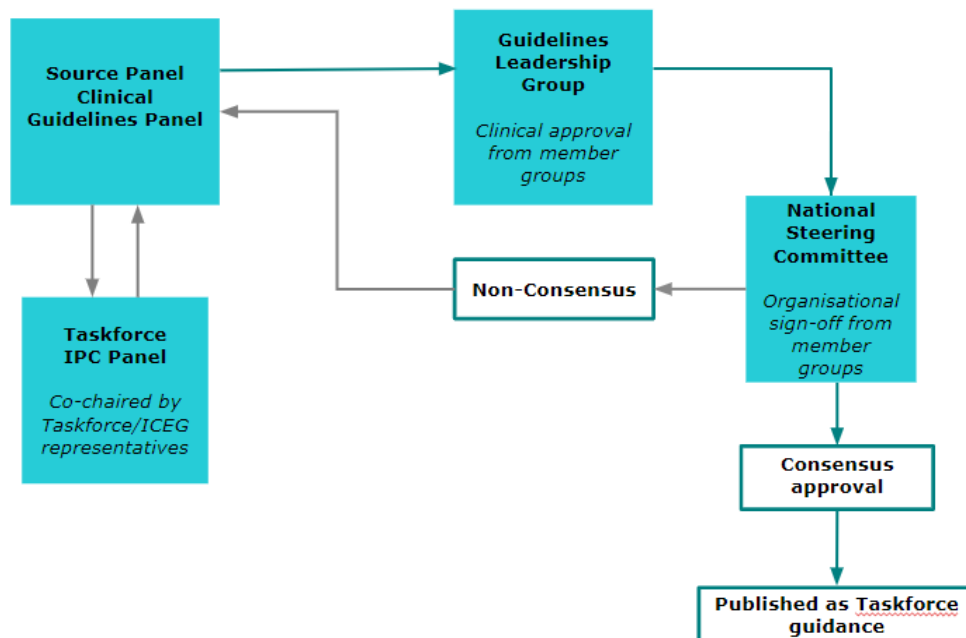 Source Panel
Clinical
Guidelines Panel
Guidelines
Leadership
Group
Clinical approval
from member
groups
National
Steering
Committee
Organisational
sign-off from
member
groups
Non-Consensus
Taskforce
IPC Panel
Co-chaired by
Taskforce/ICEG
representatives
Consensus
approval
Published as Taskforce
guidance